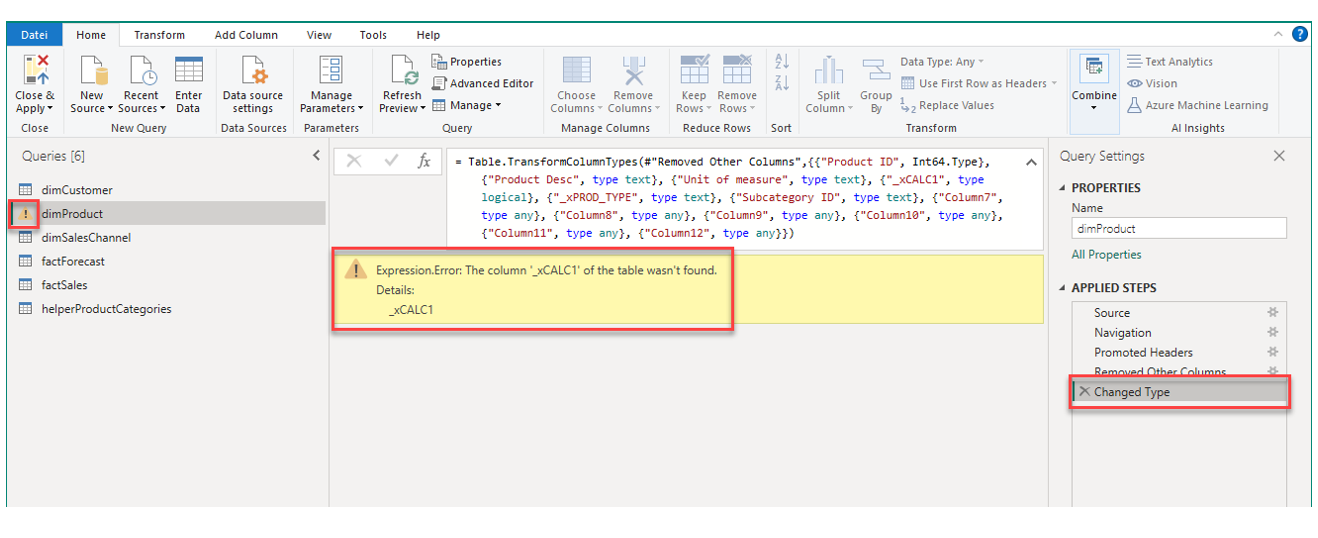 Datei Home Transform Add Column View Tools Help
Close & Apply
New Source
Recent Sources
Enter Data
Data source settings
Manage Parameters
Refresh Preview
Properties
Advanced Editor
Manage
Choose Columns
Remove Columns
Keep Rows
Remove Rows
Split Column
Group By
Data Type: Any
Use First Row as Headers
Replace Values
Combine
Text Analytics
Vision
Azure Machine Learning
Close New Query Data Sources Parameters Query Manage Columns Reduce Rows Sort Transform AI Insights
Queries [6]
dimCustomer
dimProduct
dimSalesChannel
factForecast
factSales
helperProductCategories
fx
= Table.TransformColumnTypes(#"Removed Other Columns",{{"Product ID", Int64.Type},
{"Product Desc", type text}, {"Unit of measure", type text}, {"_xCALC1", type
logical}, {"_xPROD_TYPE", type text}, {"Subcategory ID", type text}, {"Column7",
type any}, {"Column8", type any}, {"Column9", type any}, {"Column10", type any},
{"Column11", type any}, {"Column12", type any}})
Expression.Error: The column '_xCALC1' of the table wasn't found.
Details:
_xCALC1
Query Settings
PROPERTIES
Name
dimProduct
All Properties
APPLIED STEPS
Source
Navigation
Promoted Headers
Removed Other Columns
Changed Type